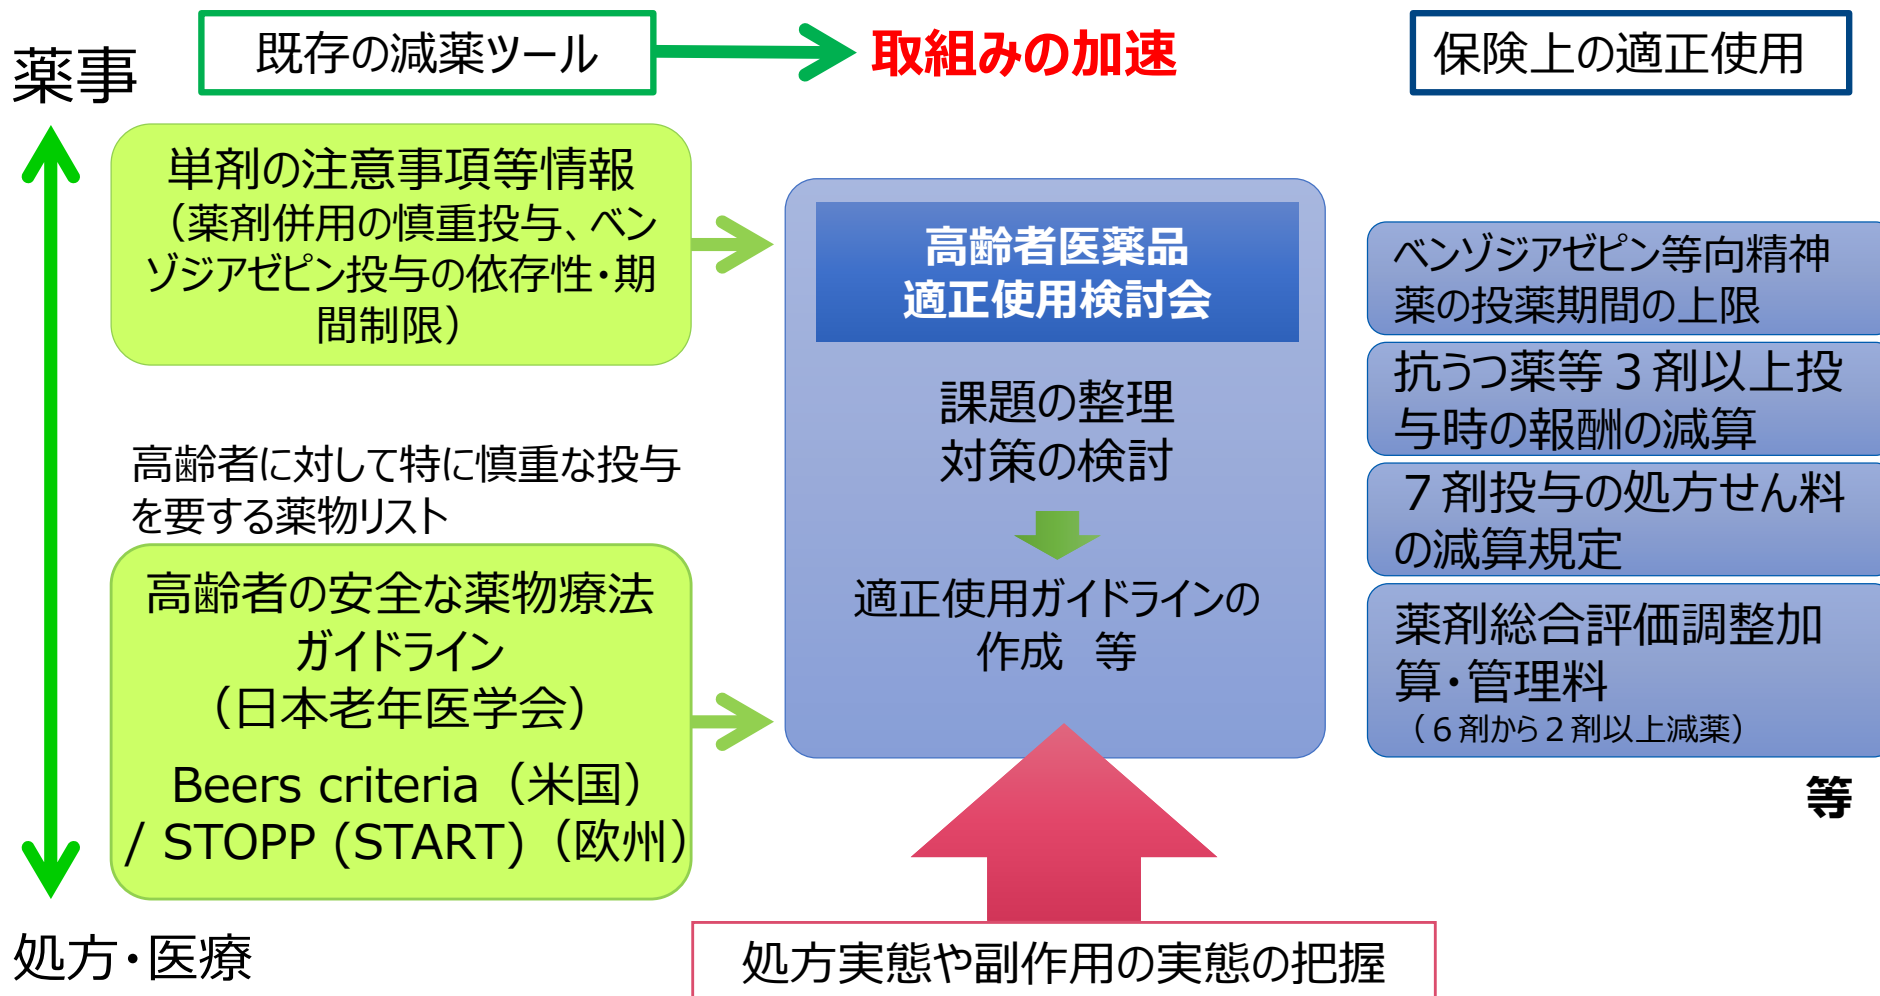 薬事
既存の減薬ツール
取組みの加速
保険上の適正使用
単剤の注意事項等情報
（薬剤併用の慎重投与、ベン
ゾジアゼピン投与の依存性・期
間制限）
高齢者に対して特に慎重な投与
を要する薬物リスト
高齢者の安全な薬物療法
ガイドライン
（日本老年医学会）
Beers criteria（米国）
/ STOPP (START)（欧州）
処方・医療
高齢者医薬品
適正使用検討会
課題の整理
対策の検討
適正使用ガイドラインの
作成　等
処方実態や副作用の実態の把握
ベンゾジアゼピン等向精神
薬の投薬期間の上限
抗うつ薬等３剤以上投
与時の報酬の減算
７剤投与の処方せん料
の減算規定
薬剤総合評価調整加
算・管理料
（６剤から２剤以上減薬）
等